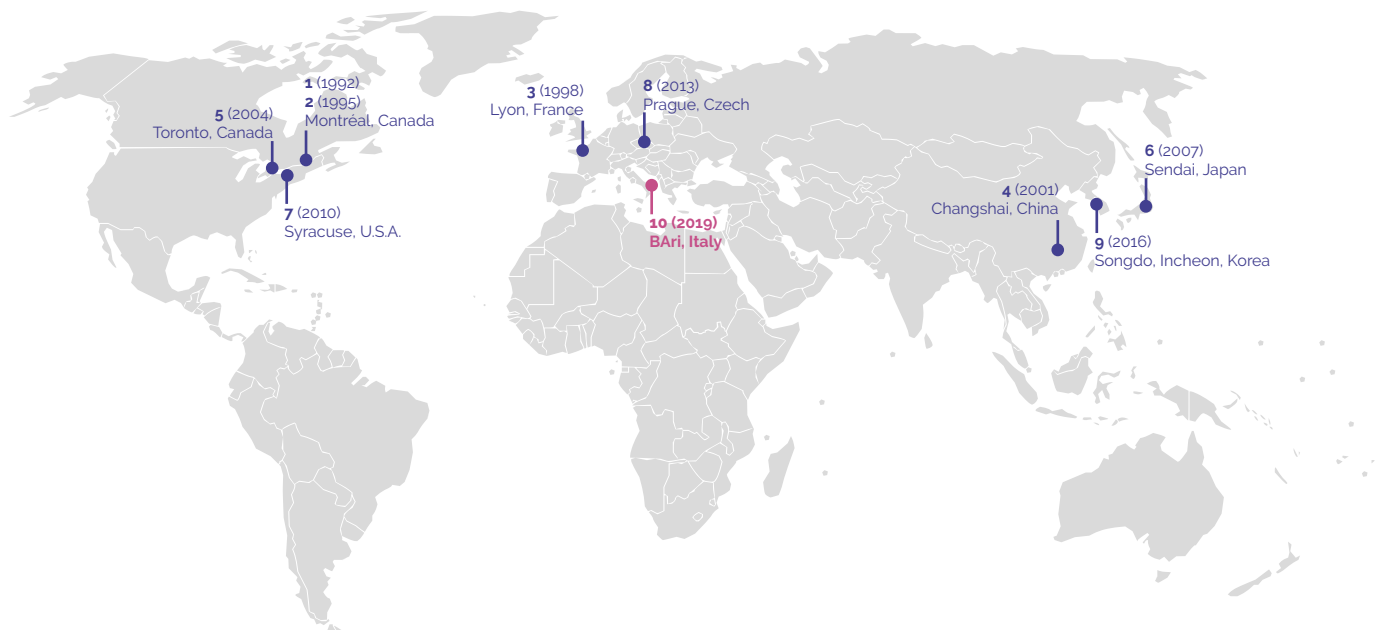 1 (1992)
2 (1995)
Montréal, Canada
3 (1998)
Lyon, France
8 (2013)
Prague, Czech
5 (2004)
Toronto, Canada
6 (2007)
Sendai, Japan
4 (2001)
Changshai, China
7 (2010)
Syracuse, U.S.A.
10 (2019)
BAri, Italy
9 (2016)
Songdo, Incheon, Korea